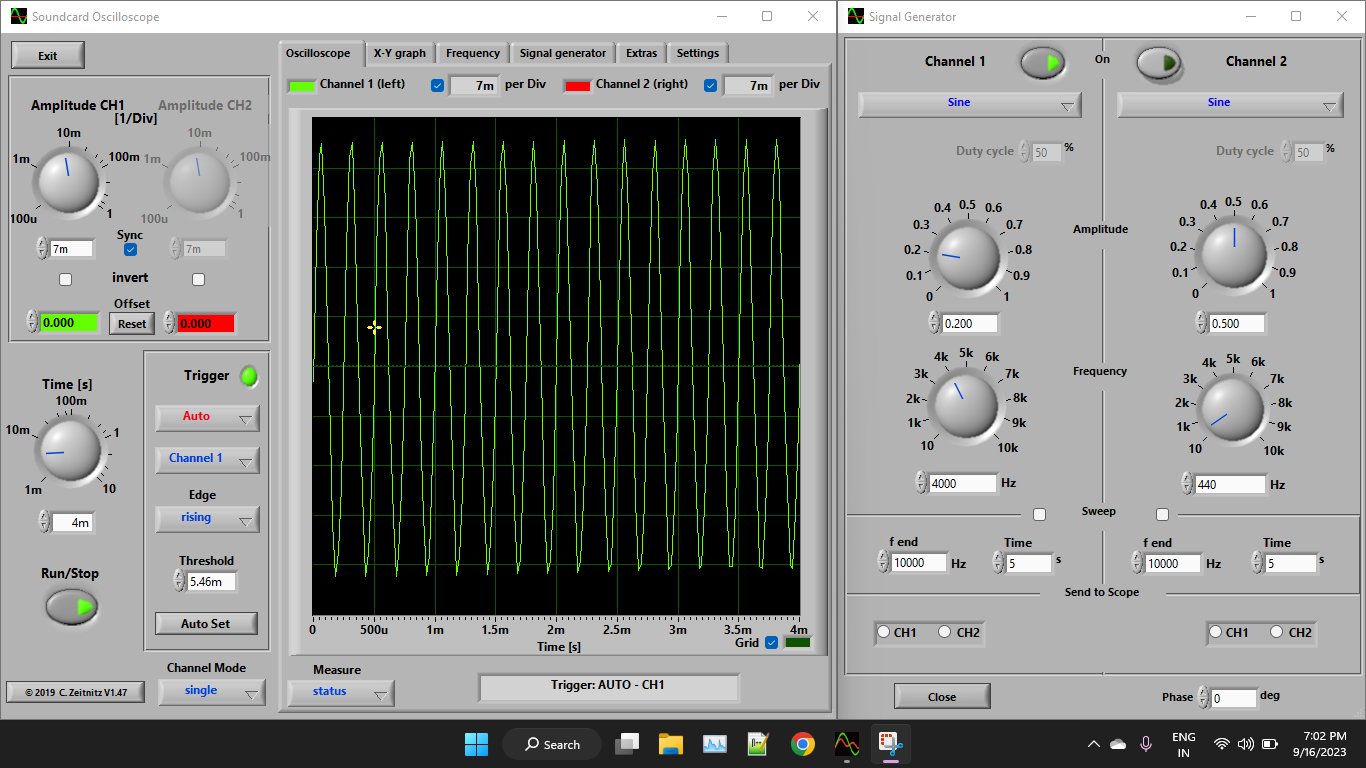 Soundcard Oscilloscope
Exit
Amplitude CH1
Amplitude CH2
[1/Div]
10m
1m
100m
100u
1
10m
1m
100m
100u
1
7m
Sync
7m
invert
Offset
0.000
Reset
0.000
Time [s]
100m
10m
1
1m
10
4m
Run/Stop
Trigger
Auto
Channel 1
Edge
rising
Threshold
5.46m
Auto Set
© 2019 C. Zeitnitz V1.47
Channel Mode
single
Oscilloscope
X-Y graph
Frequency
Signal generator
Extras
Settings
Channel 1 (left)
7m
per Div
Channel 2 (right)
7m
per Div
0
500u
1m
1.5m
2m
2.5m
3m
3.5m
4m
Time [s]
Grid
Measure
status
Trigger: AUTO - CH1
Signal Generator
Channel 1
On
Channel 2
Sine
Sine
Duty cycle
50
%
Duty cycle
50
%
0.5
0.4
0.6
0.3
0.7
0.2
0.8
0.1
0.9
0
1
0.200
Amplitude
0.5
0.4
0.6
0.3
0.7
0.2
0.8
0.1
0.9
0
1
0.500
5k
4k
6k
3k
7k
2k
8k
1k
9k
10
10k
4000
Hz
Frequency
5k
4k
6k
3k
7k
2k
8k
1k
9k
10
10k
440
Hz
Sweep
f end
Time
10000
Hz
5
s
f end
Time
10000
Hz
5
s
Send to Scope
CH1
CH2
CH1
CH2
Close
Phase
0
deg
Search
ENG
IN
7:02 PM
9/16/2023